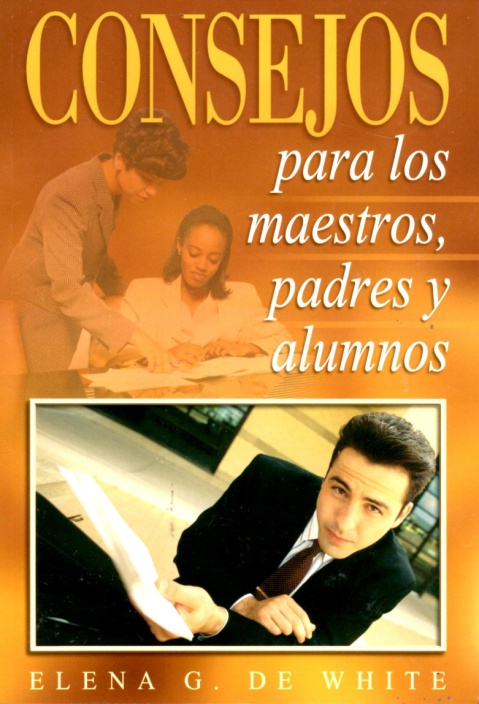 CONSEJOS
para los
maestros,
padres y
alumnos
ELENA G. DE WHITE